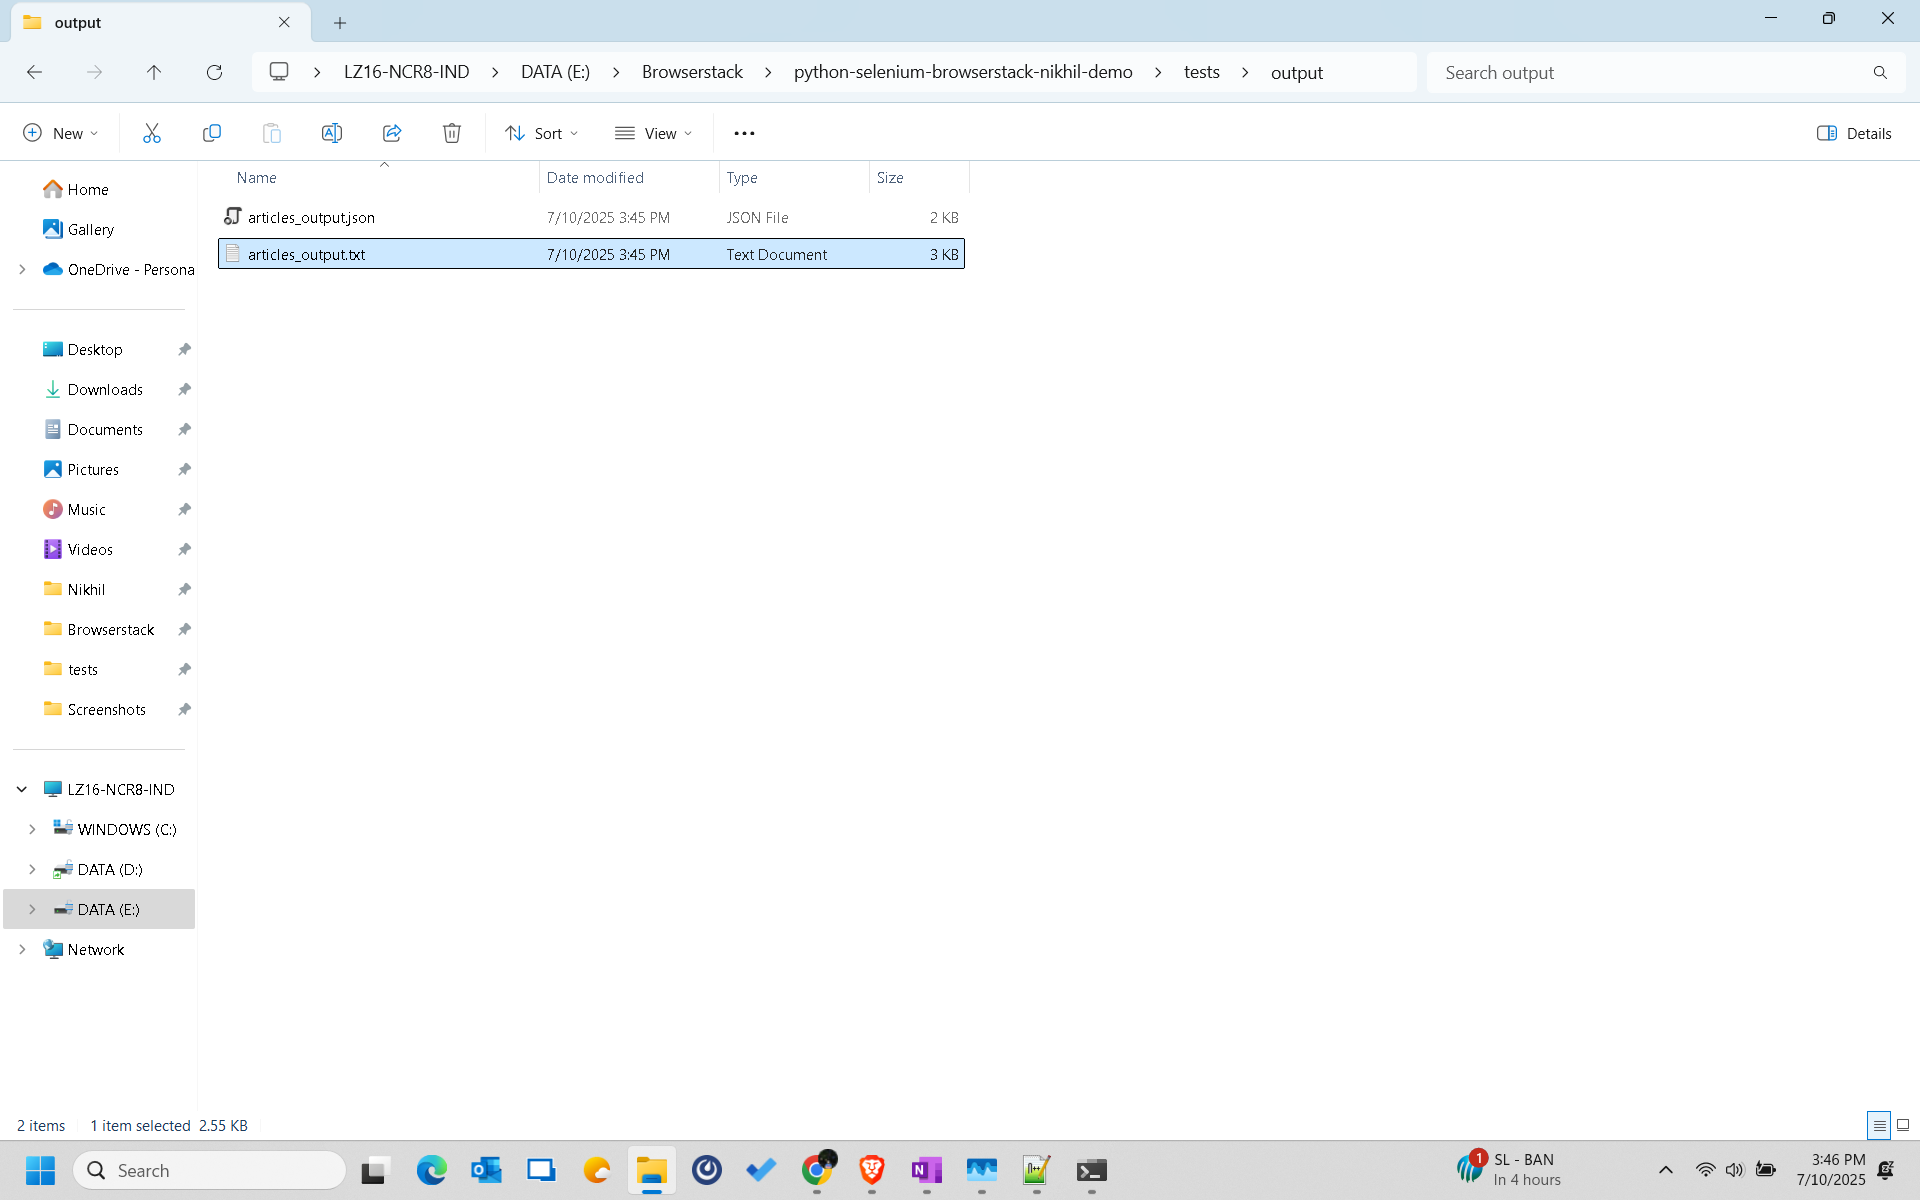 output
LZ16-NCR8-IND
DATA (E:)
Browserstack
python-selenium-browserstack-nikhil-demo
tests
output
Search output
New
Sort
View
Details
Name
Date modified
Type
Size
articles_output.json
7/10/2025 3:45 PM
JSON File
2 KB
articles_output.txt
7/10/2025 3:45 PM
Text Document
3 KB
Home
Gallery
OneDrive - Persona
Desktop
Downloads
Documents
Pictures
Music
Videos
Nikhil
Browserstack
tests
Screenshots
LZ16-NCR8-IND
WINDOWS (C:)
DATA (D:)
DATA (E:)
Network
2 items
1 item selected 2.55 KB
Search
1
SL - BAN
In 4 hours
3:46 PM
7/10/2025